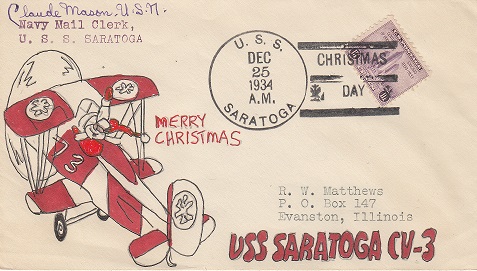 Claude Mason, U.S.N.
Navy Mail Clerk,
U. S. S. SARATOGA
U. S. S.
DEC
25
1934
A.M.
SARATOGA
CHRISTMAS
DAY
MERRY
CHRISTMAS
73
R. W. Matthews
P. O. Box 147
Evanston, Illinois
USS SARATOGA CV-3